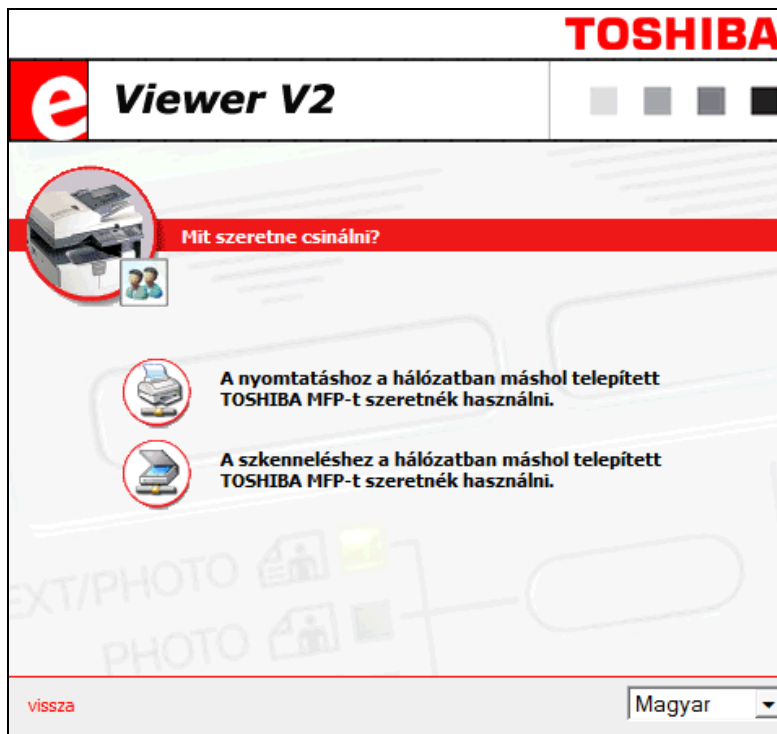 TOSHIBA
e Viewer V2
Mit szeretne csinálni?
A nyomtatáshoz a hálózatban máshol telepített
TOSHIBA MFP-t szeretnék használni.
A szkenneléshez a hálózatban máshol telepített
TOSHIBA MFP-t szeretnék használni.
EXT/PHOTO
PHOTO
vissza
Magyar